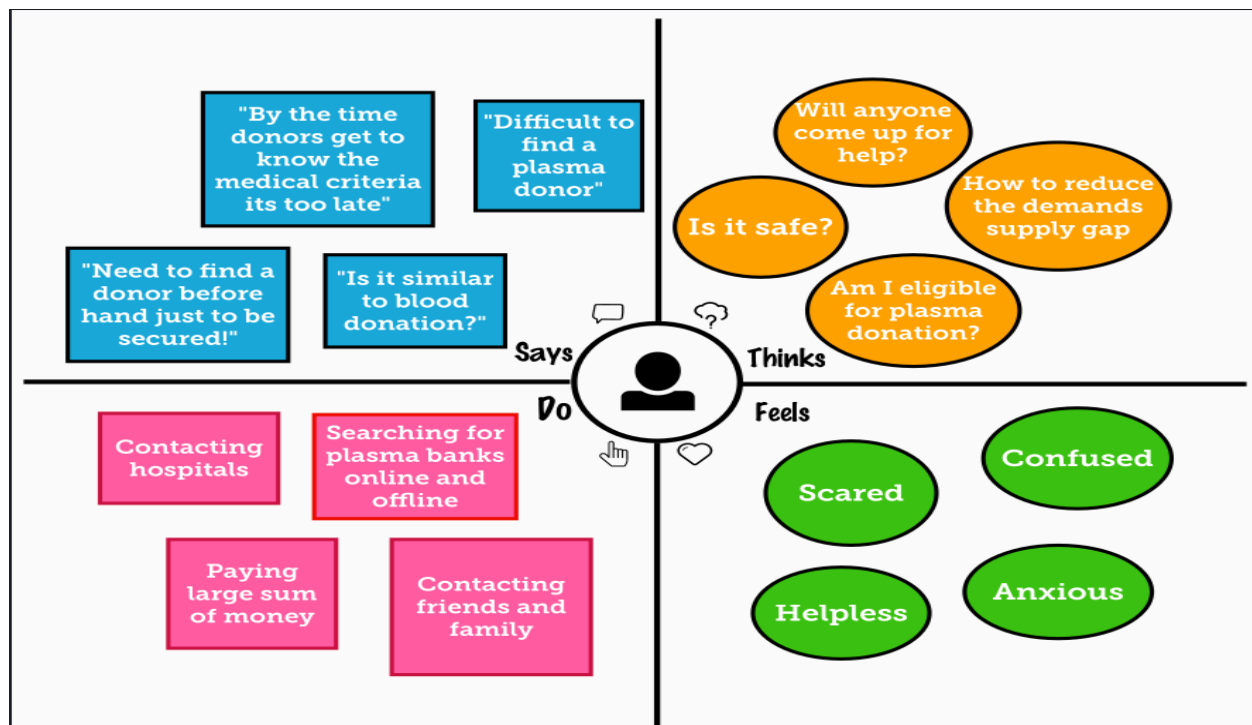 "By the time
donors get to
know the
medical criteria
its too late"
"Difficult to
find a
plasma
donor"
"Need to find a
donor before
hand just to be
secured!"
"Is it similar
to blood
donation?"
Says
Will anyone
come up for
help?
How to reduce
the demands
supply gap
Is it safe?
Am I eligible
for plasma
donation?
Thinks
Do
Contacting
hospitals
Searching for
plasma banks
online and
offline
Paying
large sum
of money
Contacting
friends and
family
Feels
Scared
Confused
Helpless
Anxious